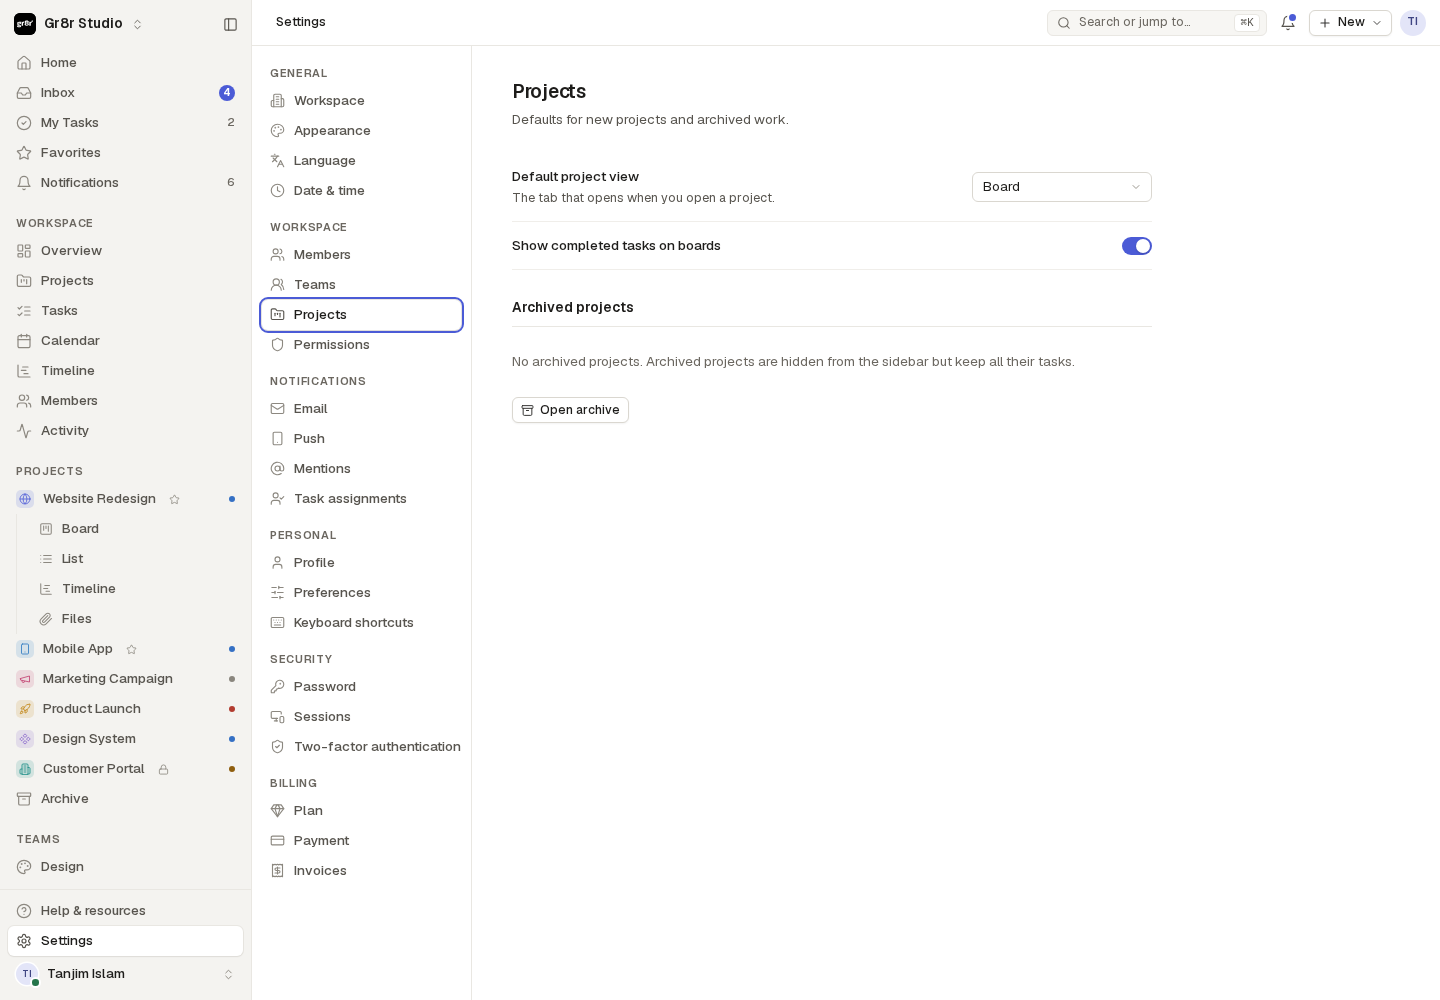 gr8r
Gr8r Studio
Settings
Search or jump to...
⌘K
New
TI
Home
Inbox
4
My Tasks
2
Favorites
Notifications
6
WORKSPACE
Overview
Projects
Tasks
Calendar
Timeline
Members
Activity
PROJECTS
Website Redesign
Board
List
Timeline
Files
Mobile App
Marketing Campaign
Product Launch
Design System
Customer Portal
Archive
TEAMS
Design
Help & resources
Settings
TI
Tanjim Islam
GENERAL
Workspace
Appearance
Language
Date & time
WORKSPACE
Members
Teams
Projects
Permissions
NOTIFICATIONS
Email
Push
Mentions
Task assignments
PERSONAL
Profile
Preferences
Keyboard shortcuts
SECURITY
Password
Sessions
Two-factor authentication
BILLING
Plan
Payment
Invoices
Projects
Defaults for new projects and archived work.
Default project view
The tab that opens when you open a project.
Board
Show completed tasks on boards
Archived projects
No archived projects. Archived projects are hidden from the sidebar but keep all their tasks.
Open archive